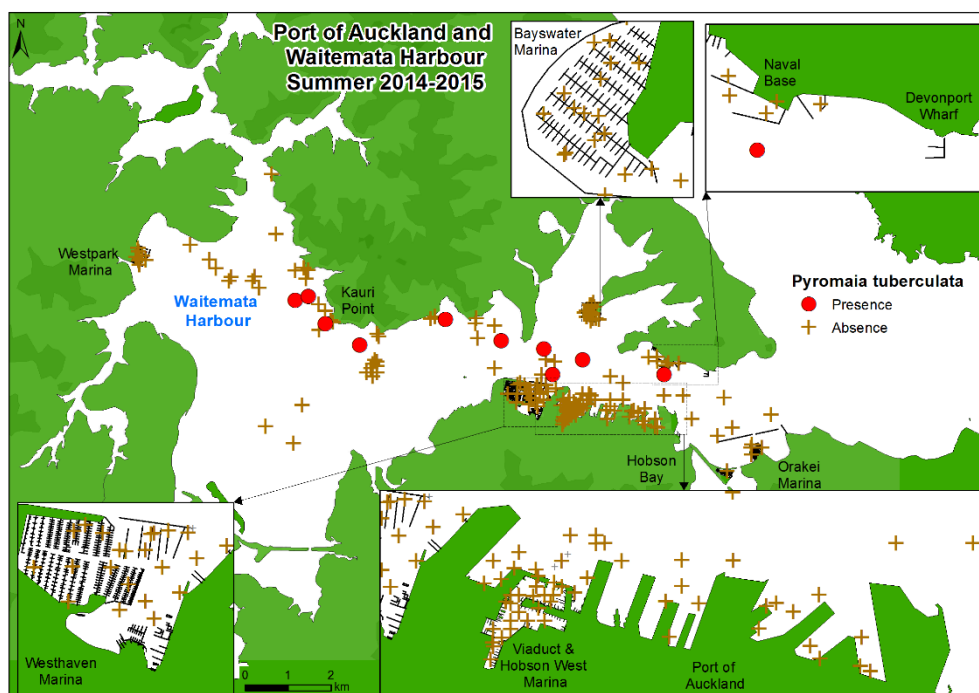 N
Port of Auckland and
Waitemata Harbour
Summer 2014-2015
Bayswater
Marina
Naval
Base
Devonport
Wharf
Westpark
Marina
Waitemata
Harbour
Kauri
Point
Pyromaia tuberculata
Presence
Absence
Hobson
Bay
Orakei
Marina
Westhaven
Marina
0 1 2
km
Viaduct &
Hobson West
Marina
Port of
Auckland